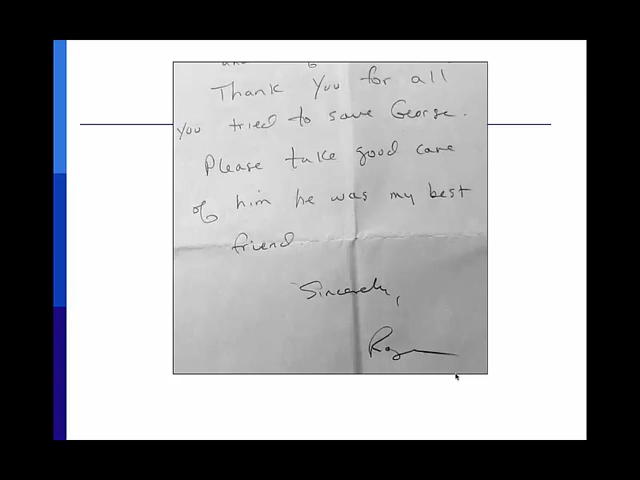 Thank You for all
you tried to save George.
Please take good care
of him he was my best
friend
Sincerely,